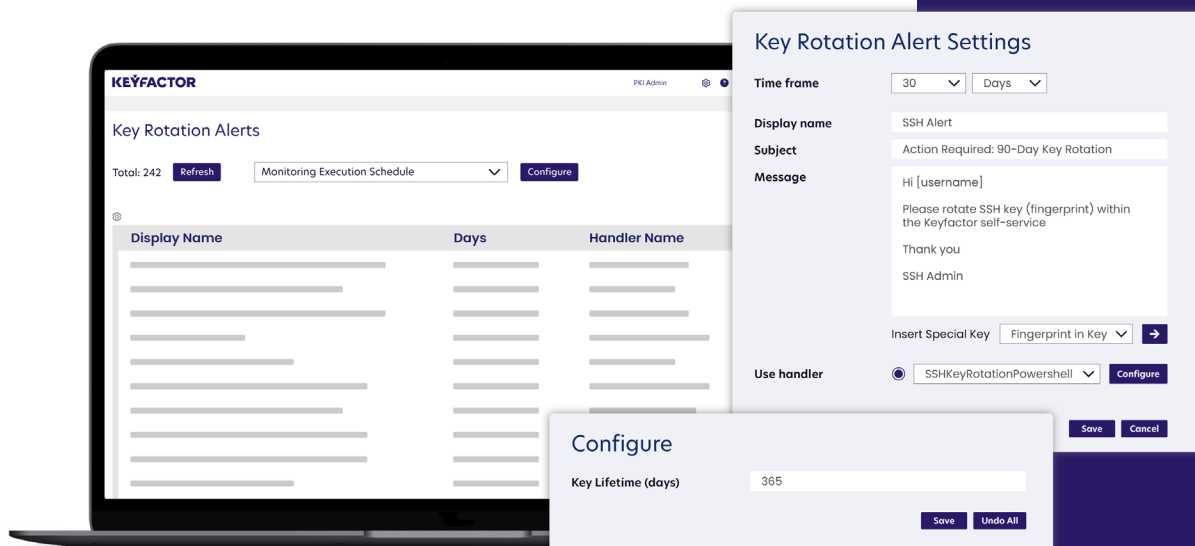 KEŸFACTOR
PKI Admin
Key Rotation Alerts
Total: 242
Refresh
Monitoring Execution Schedule
Configure
Display Name Days Handler Name
Key Rotation Alert Settings
Time frame 30 Days
Display name SSH Alert
Subject Action Required: 90-Day Key Rotation
Message Hi [username]
Please rotate SSH key (fingerprint) within
the Keyfactor self-service
Thank you
SSH Admin
Insert Special Key Fingerprint in Key
Use handler SSHKeyRotationPowershell Configure
Save Cancel
Configure
Key Lifetime (days) 365
Save Undo All